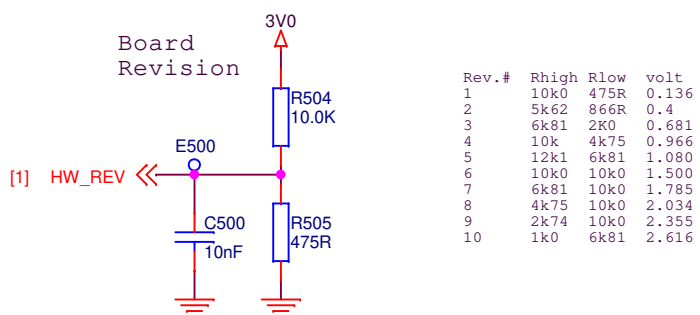 3V0
Board
Revision
R504
10.0K
E500
[1] HW_REV
C500
10nF
R505
475R
Rev.# Rhigh Rlow volt
1 10k0 475R 0.136
2 5k62 866R 0.4
3 6k81 2K0 0.681
4 10k 4k75 0.966
5 12k1 6k81 1.080
6 10k0 10k0 1.500
7 6k81 10k0 1.785
8 4k75 10k0 2.034
9 2k74 10k0 2.355
10 1k0 6k81 2.616